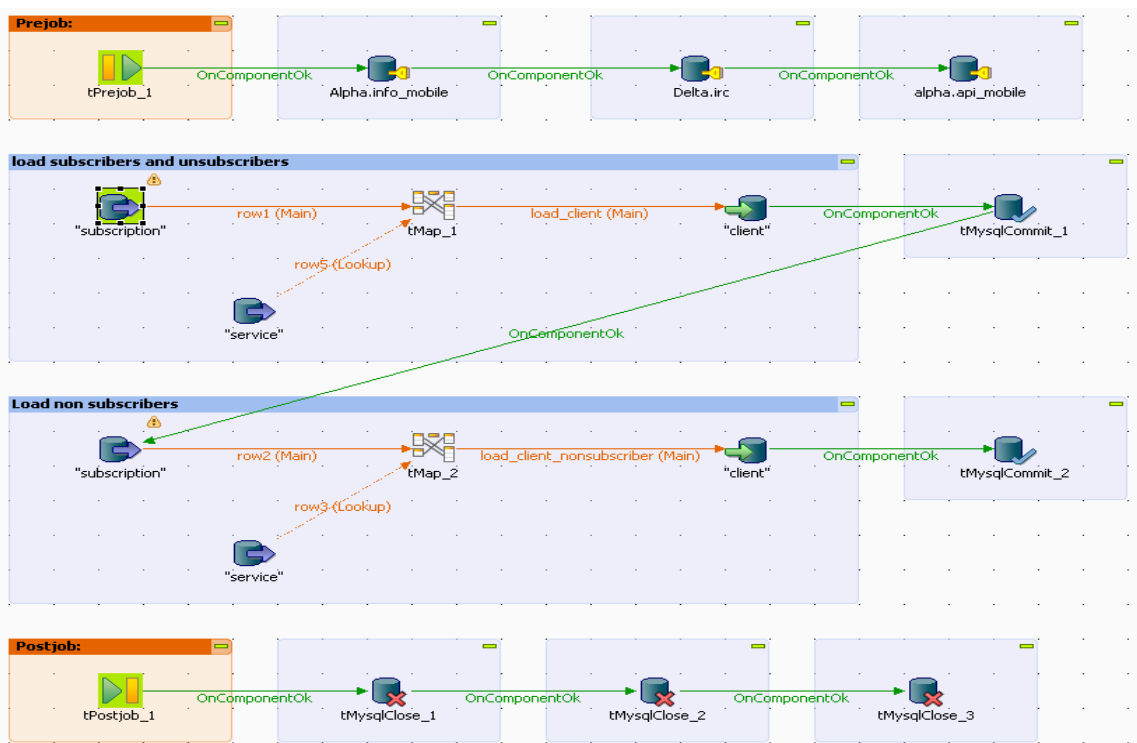 Prejob:
OnComponentOk
OnComponentOk
OnComponentOk
tPrejob_1
Alpha.info_mobile
Delta.irc
alpha.api_mobile
load subscribers and unsubscribers
row1 (Main)
load_client (Main)
OnComponentOk
"subscription"
tMap_1
"client"
tMysqlCommit_1
row5 (Lookup)
"service"
OnComponentOk
Load non subscribers
row2 (Main)
load_client_nonsubscriber (Main)
OnComponentOk
"subscription"
tMap_2
"client"
tMysqlCommit_2
row3 (Lookup)
"service"
Postjob:
OnComponentOk
OnComponentOk
OnComponentOk
tPostjob_1
tMysqlClose_1
tMysqlClose_2
tMysqlClose_3